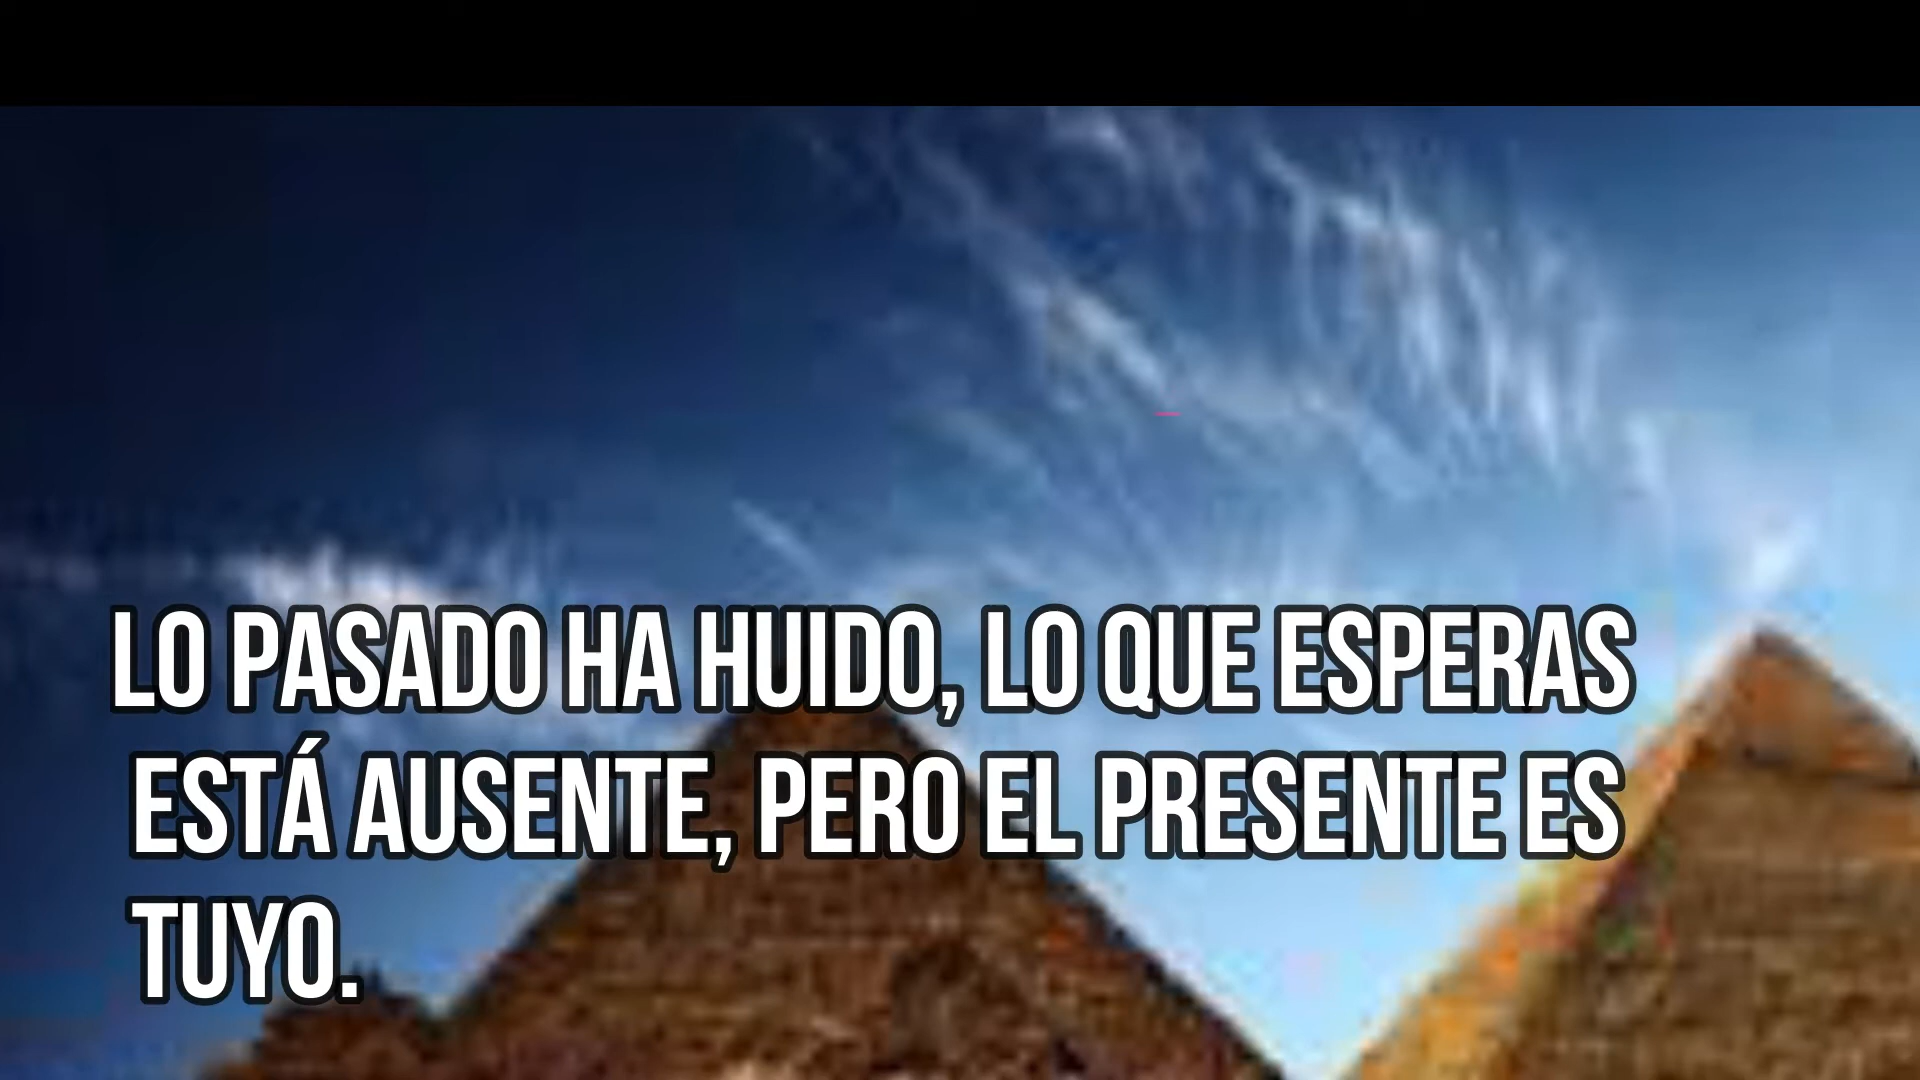 LO PASADO HA HUIDO, LO QUE ESPERAS
ESTÁ AUSENTE, PERO EL PRESENTE ES
TUYO.